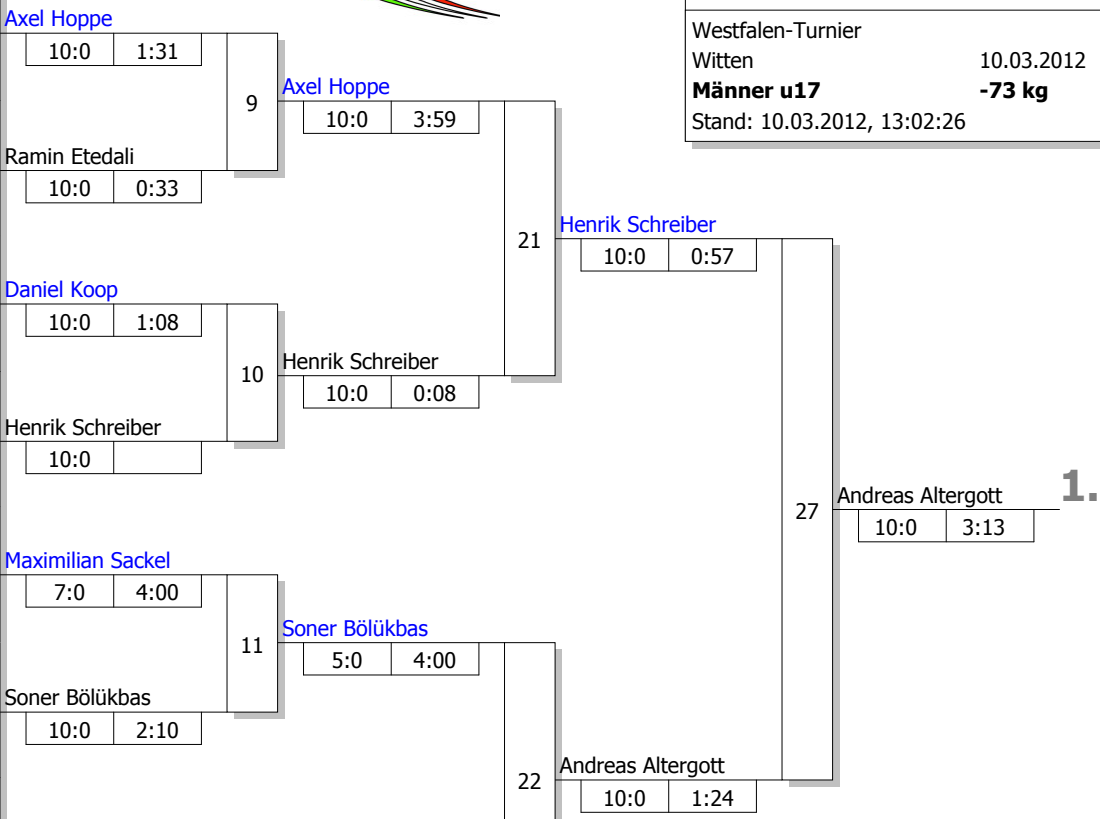 Axel Hoppe
10:0 1:31
9
Ramin Etedali
10:0 0:33
Axel Hoppe
10:0 3:59
Westfalen-Turnier
Witten 10.03.2012
Männer u17 -73 kg
Stand: 10.03.2012, 13:02:26
21
Henrik Schreiber
10:0 0:57
Daniel Koop
10:0 1:08
10
Henrik Schreiber
10:0
Henrik Schreiber
10:0 0:08
27
Andreas Altergott 1.
10:0 3:13
Maximilian Sackel
7:0 4:00
11
Soner Bölükbas
10:0 2:10
Soner Bölükbas
5:0 4:00
22
Andreas Altergott
10:0 1:24